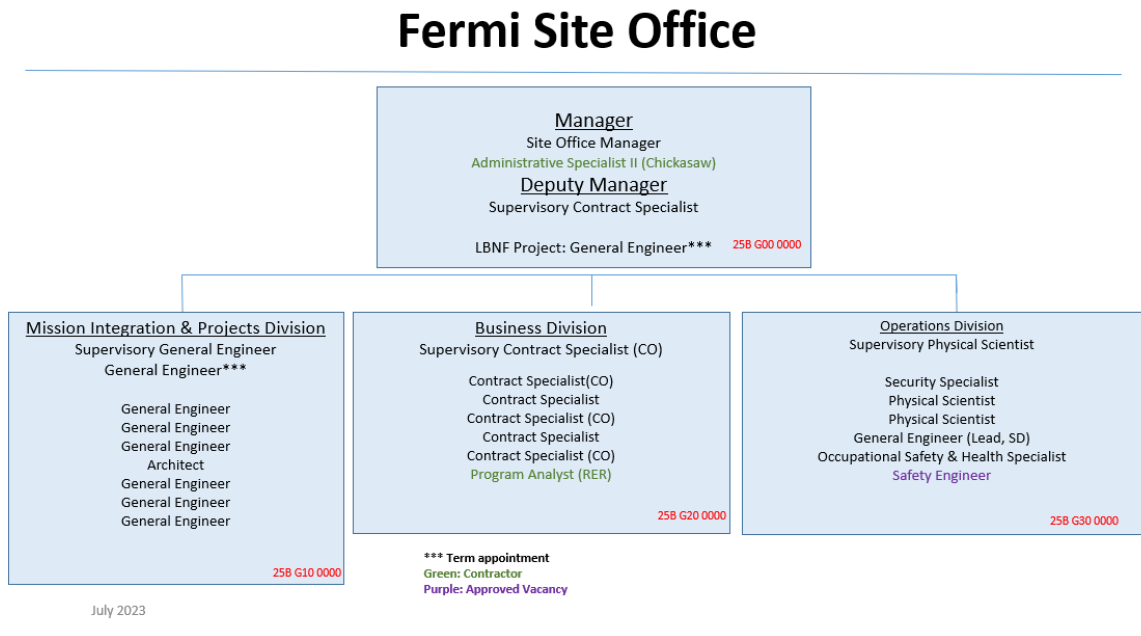 Fermi Site Office
Manager
Site Office Manager
Administrative Specialist II (Chickasaw)
Deputy Manager
Supervisory Contract Specialist
LBNF Project: General Engineer***
25B G00 0000
Mission Integration & Projects Division
Supervisory General Engineer
General Engineer***
General Engineer
General Engineer
General Engineer
Architect
General Engineer
General Engineer
General Engineer
25B G10 0000
Business Division
Supervisory Contract Specialist (CO)
Contract Specialist(CO)
Contract Specialist
Contract Specialist (CO)
Contract Specialist
Contract Specialist (CO)
Program Analyst (RER)
25B G20 0000
Operations Division
Supervisory Physical Scientist
Security Specialist
Physical Scientist
Physical Scientist
General Engineer (Lead, SD)
Occupational Safety & Health Specialist
Safety Engineer
25B G30 0000
*** Term appointment
Green: Contractor
Purple: Approved Vacancy
July 2023